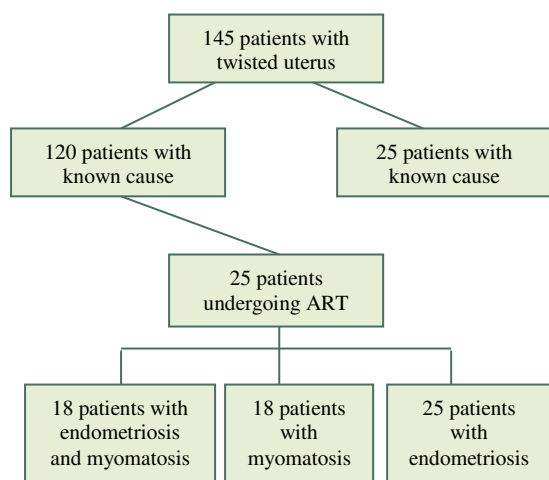 145 patients with
twisted uterus
120 patients with
known cause
25 patients with
known cause
25 patients
undergoing ART
18 patients with
endometriosis
and myomatosis
18 patients
with
myomatosis
25 patients
with
endometriosis